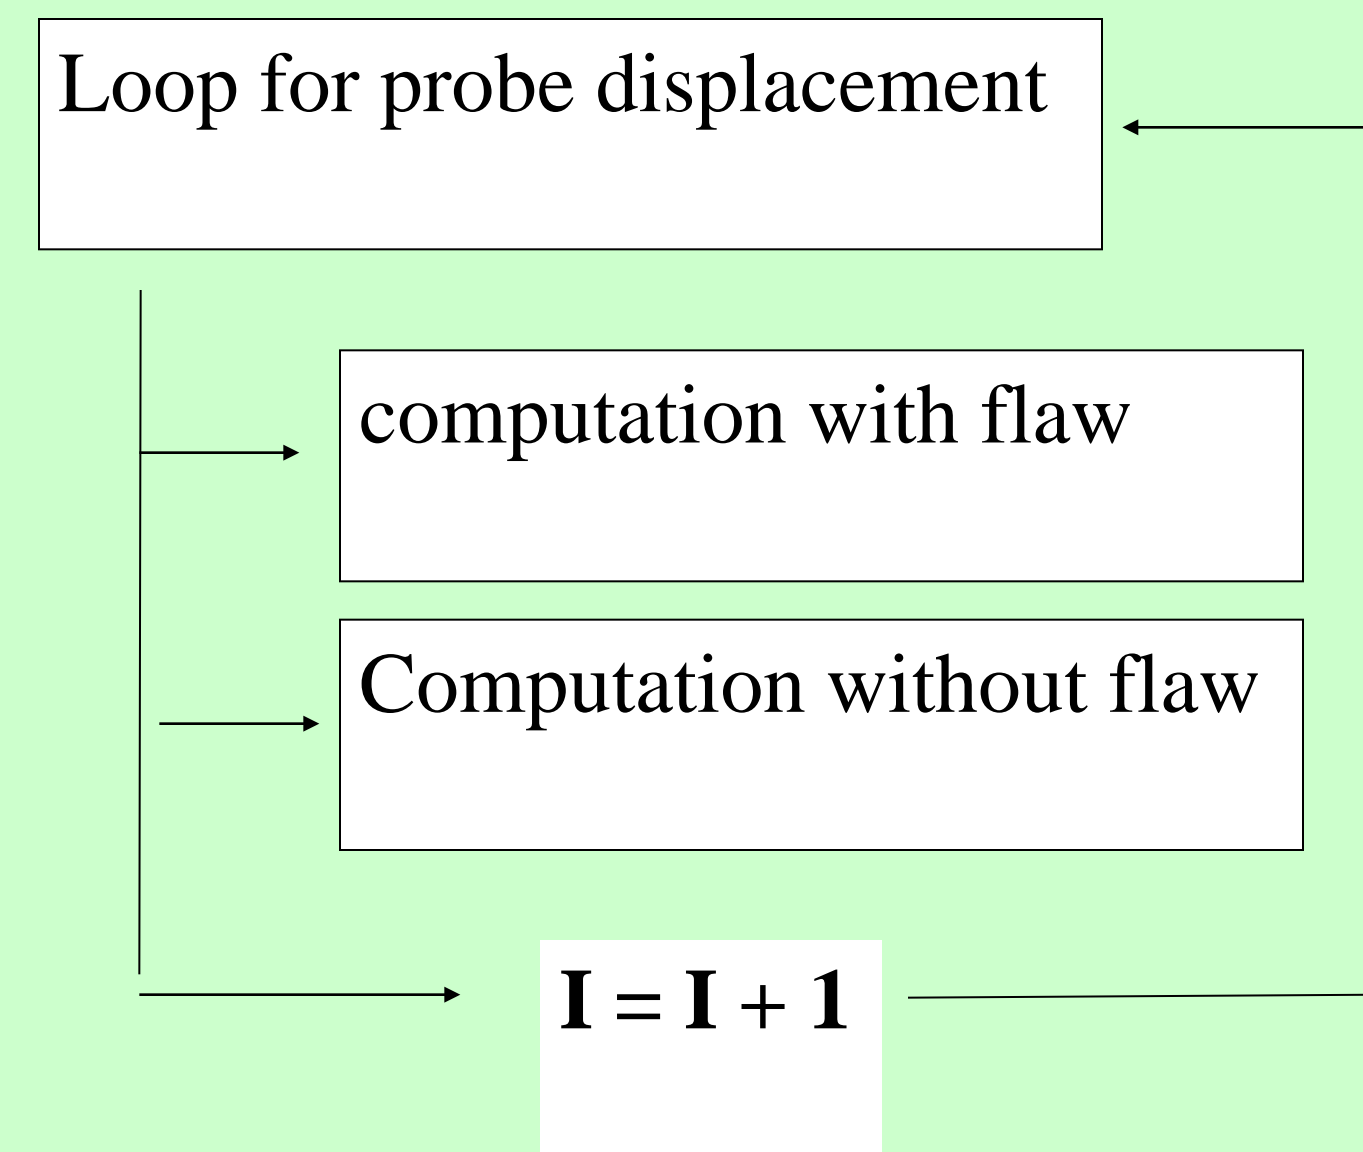 Loop for probe displacement
computation with flaw
Computation without flaw
I = I + 1